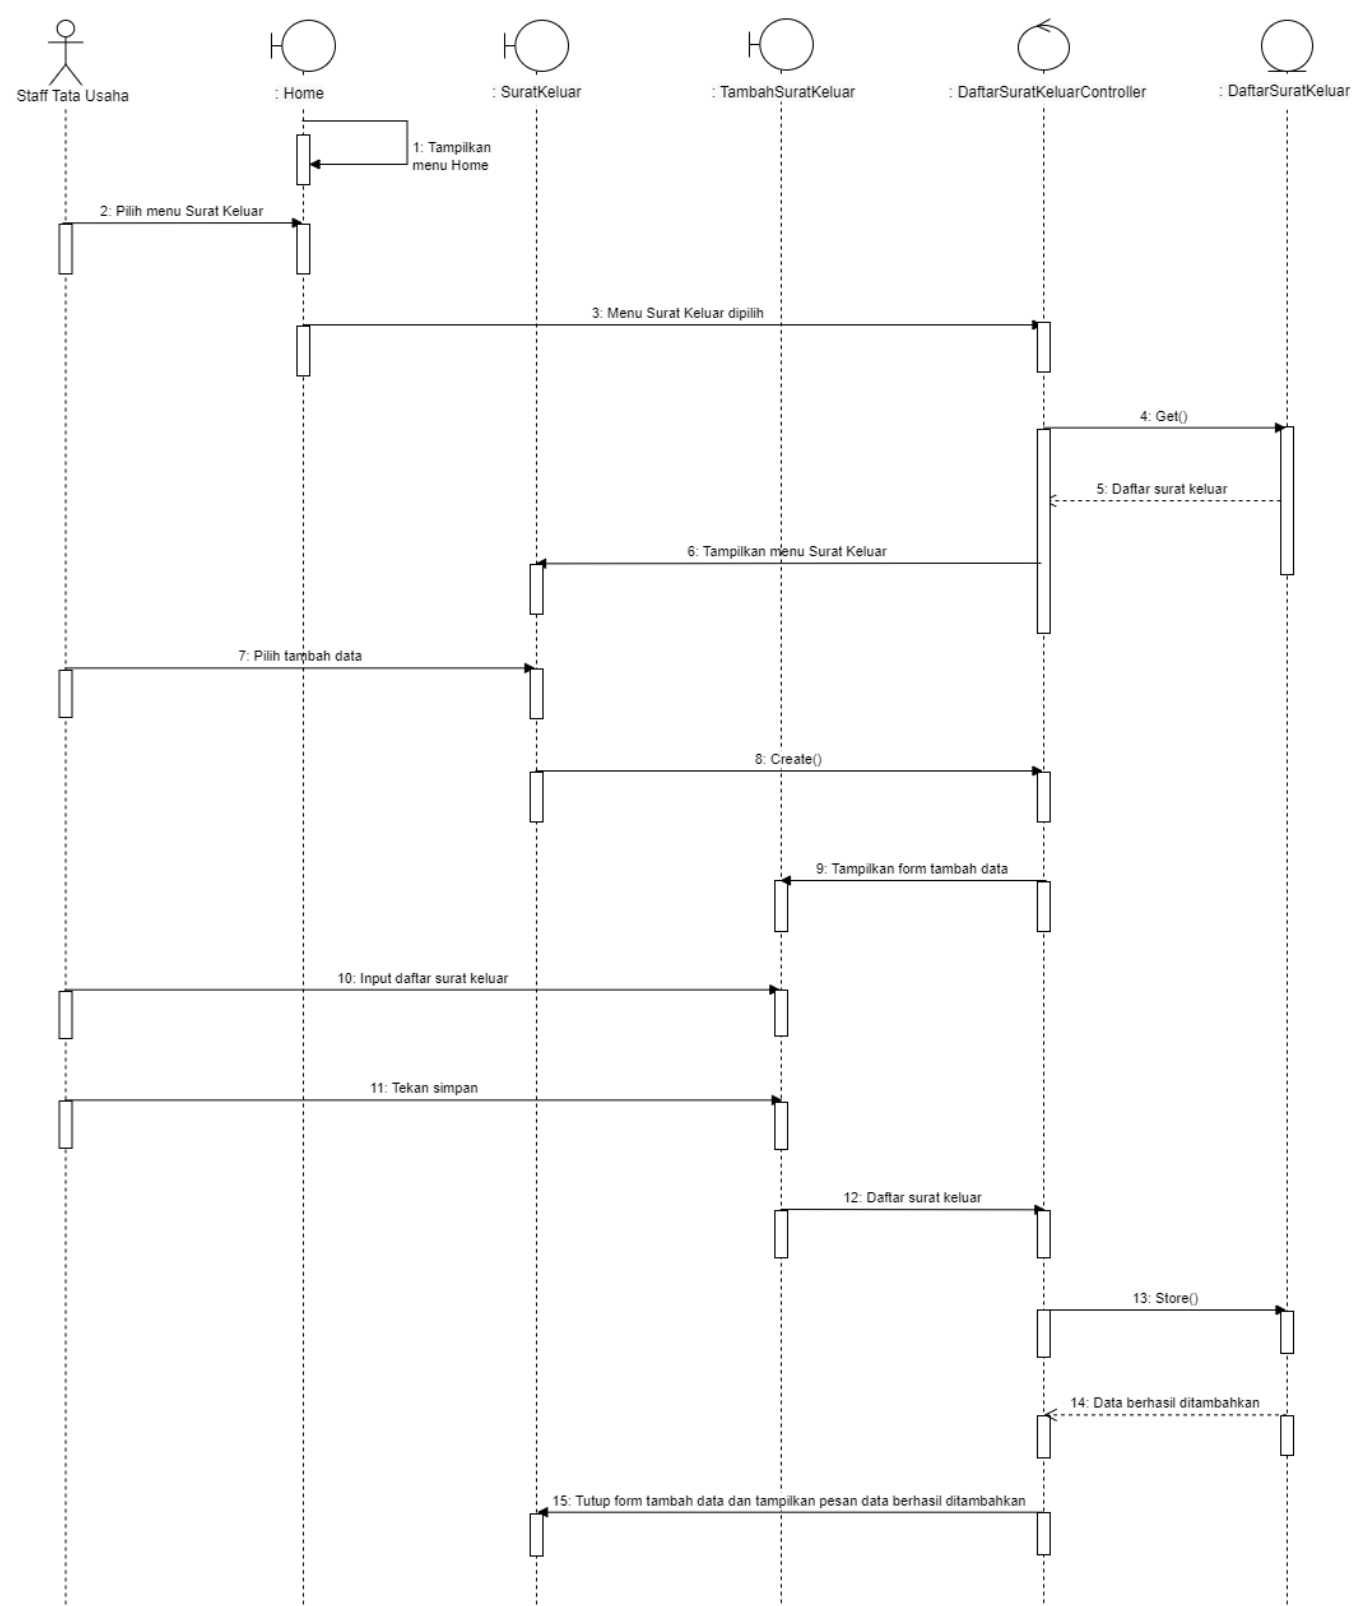 Staff Tata Usaha
: Home
: SuratKeluar
: TambahSuratKeluar
: DaftarSuratKeluarController
: DaftarSuratKeluar
1: Tampilkan
menu Home
2: Pilih menu Surat Keluar
3: Menu Surat Keluar dipilih
4: Get()
5: Daftar surat keluar
6: Tampilkan menu Surat Keluar
7: Pilih tambah data
8: Create()
9: Tampilkan form tambah data
10: Input daftar surat keluar
11: Tekan simpan
12: Daftar surat keluar
13: Store()
14: Data berhasil ditambahkan
15: Tutup form tambah data dan tampilkan pesan data berhasil ditambahkan